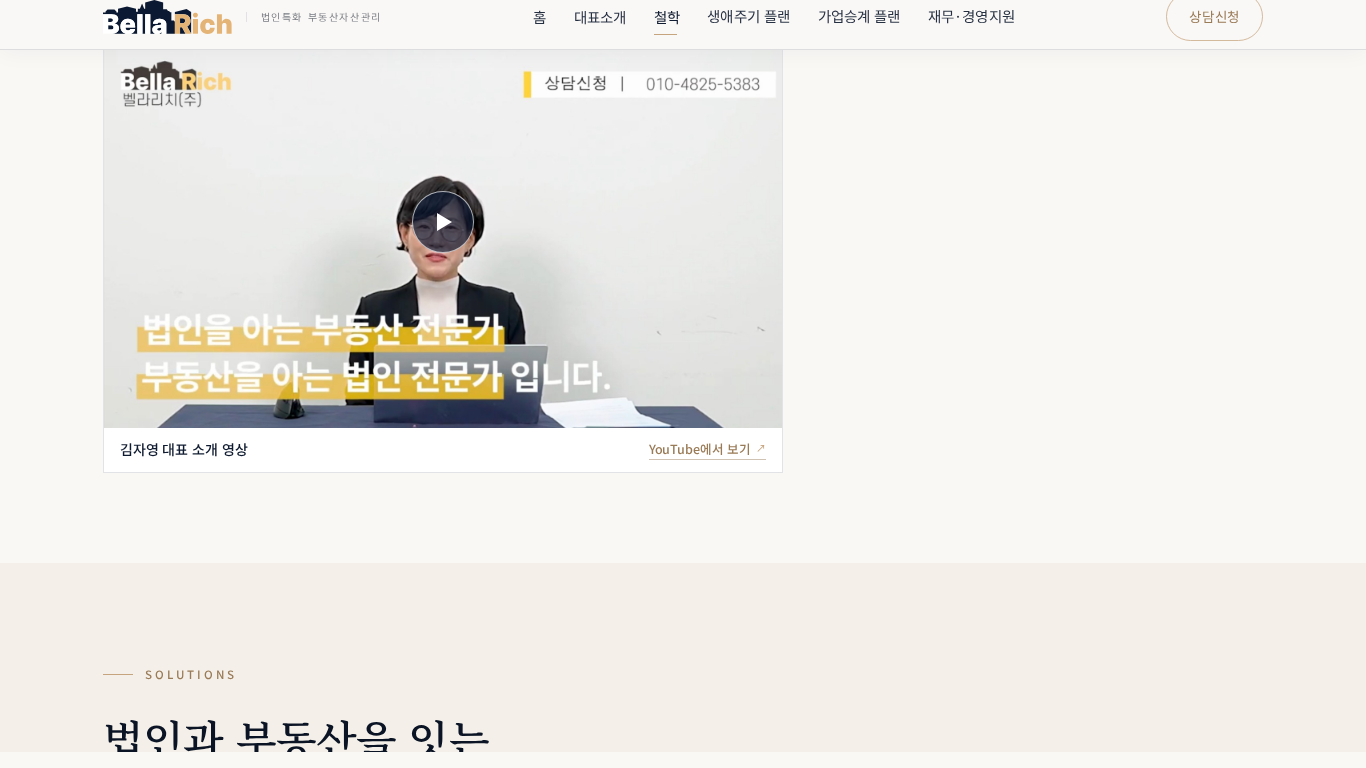 Bella Rich
법인특화 부동산자산관리
홈
대표소개
철학
생애주기 플랜
가업승계 플랜
재무·경영지원
상담신청
Bella Rich
벨라리치(주)
상담신청 | 010-4825-5383
법인을 아는 부동산 전문가
부동산을 아는 법인 전문가 입니다.
김자영 대표 소개 영상
YouTube에서 보기 ↗
SOLUTIONS
법인과 부동산을 잇는